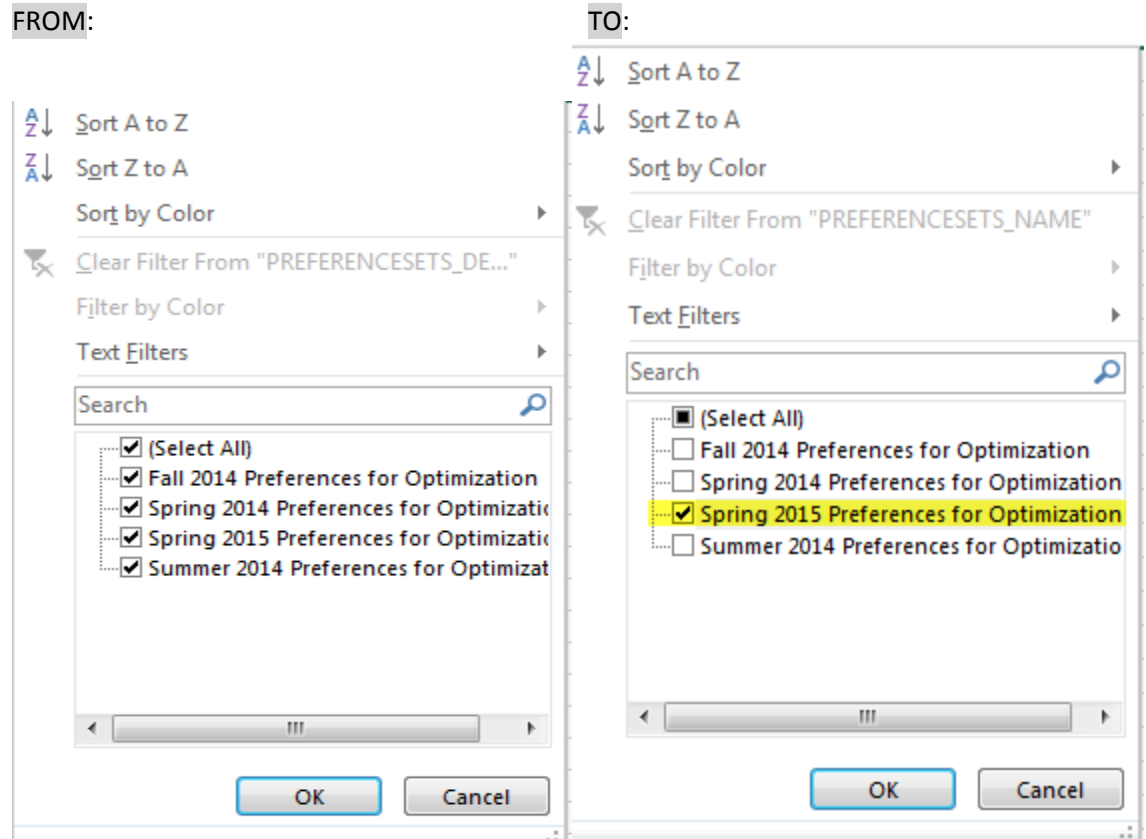 FROM:
Sort A to Z
Sort Z to A
Sort by Color
Clear Filter From "PREFERENCESETS_DE..."
Filter by Color
Text Filters
Search
(Select All)
Fall 2014 Preferences for Optimization
Spring 2014 Preferences for Optimizatio
Spring 2015 Preferences for Optimizatio
Summer 2014 Preferences for Optimizat
OK
Cancel
TO:
Sort A to Z
Sort Z to A
Sort by Color
Clear Filter From "PREFERENCESETS_NAME"
Filter by Color
Text Filters
Search
(Select All)
Fall 2014 Preferences for Optimization
Spring 2014 Preferences for Optimization
Spring 2015 Preferences for Optimization
Summer 2014 Preferences for Optimizatio
OK
Cancel